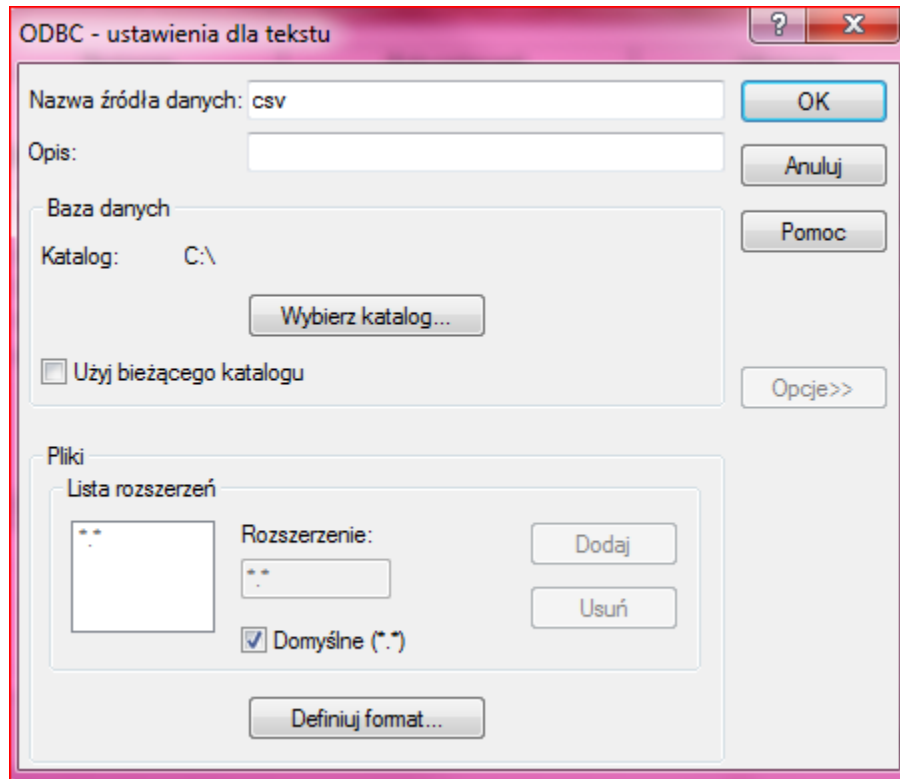 ODBC - ustawienia dla tekstu
?
X
Nazwa źródła danych: csv
OK
Opis:
Anuluj
Baza danych
Pomoc
Katalog: C:\
Wybierz katalog...
Użyj bieżącego katalogu
Opcje>>
Pliki
Lista rozszerzeń
*.*
Rozszerzenie:
Dodaj
*.*
Usuń
Domyślne (*.*)
Definiuj format...